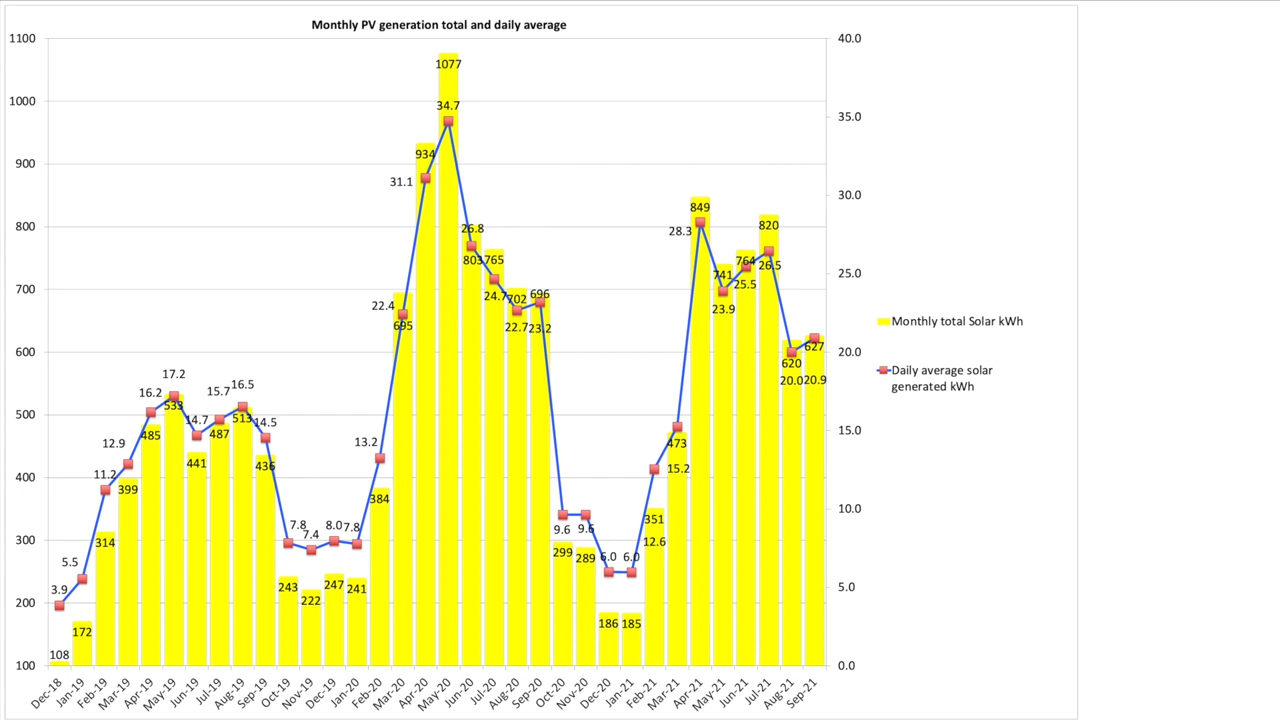 Monthly PV generation total and daily average
1100 40.0
1077
1000 34.7 35.0
934
900 31.1
849 30.0
28.3
800 26.8 820
803 765 764 26.5
741 25.0
700 24.7 702 696 25.5
22.4 22.7 23.2 23.9
695 627
600 620 20.0
17.2 20.0 20.9
16.2 15.7 16.5
500 533 14.7 513 14.5
485 487 13.2 473 15.0
12.9 441 436 15.2
400 11.2 399 384
351
314 12.6 10.0
300 7.8 7.4 8.0 7.8 9.6 9.6
5.5 299 289 6.0 6.0
3.9 243 222 247 241 5.0
200 186 185
172
108
100 0.0
Dec-18 Jan-19 Feb-19 Mar-19 Apr-19 May-19 Jun-19 Jul-19 Aug-19 Sep-19 Oct-19 Nov-19 Dec-19 Jan-20 Feb-20 Mar-20 Apr-20 May-20 Jun-20 Jul-20 Aug-20 Sep-20 Oct-20 Nov-20 Dec-20 Jan-21 Feb-21 Mar-21 Apr-21 May-21 Jun-21 Jul-21 Aug-21 Sep-21
Monthly total Solar kWh
Daily average solar
generated kWh